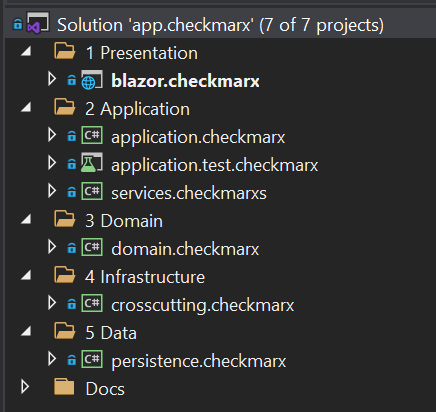 Solution 'app.checkmarx' (7 of 7 projects)
1 Presentation
blazor.checkmarx
2 Application
C# application.checkmarx
application.test.checkmarx
C# services.checkmarxs
3 Domain
C# domain.checkmarx
4 Infrastructure
C# crosscutting.checkmarx
5 Data
C# persistence.checkmarx
Docs